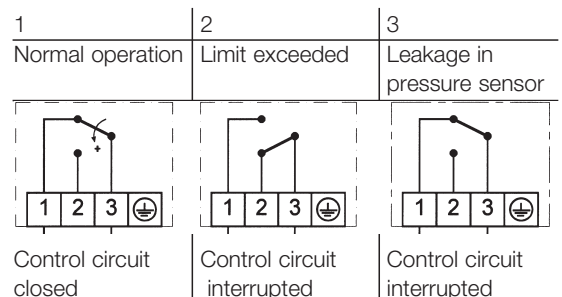 1
2
3
Normal operation
Limit exceeded
Leakage in
pressure sensor
+
1 2 3
1 2 3
1 2 3
Control circuit
closed
Control circuit
interrupted
Control circuit
interrupted